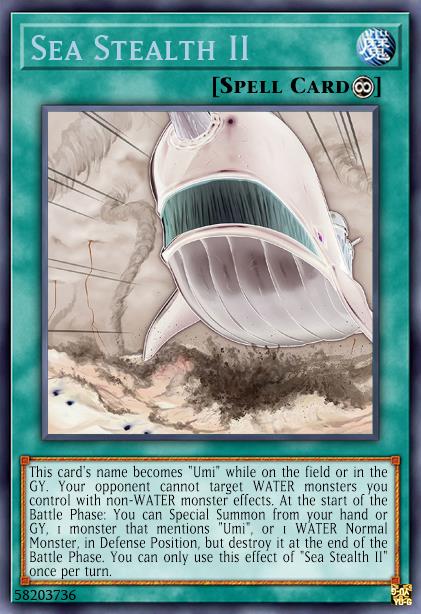 Sea Stealth II
[Spell Card]
This card's name becomes "Umi" while on the field or in the
GY. Your opponent cannot target WATER monsters you
control with non-WATER monster effects. At the start of the
Battle Phase: You can Special Summon from your hand or
GY, 1 monster that mentions "Umi", or 1 WATER Normal
Monster, in Defense Position, but destroy it at the end of the
Battle Phase. You can only use this effect of "Sea Stealth II"
once per turn.
58203736